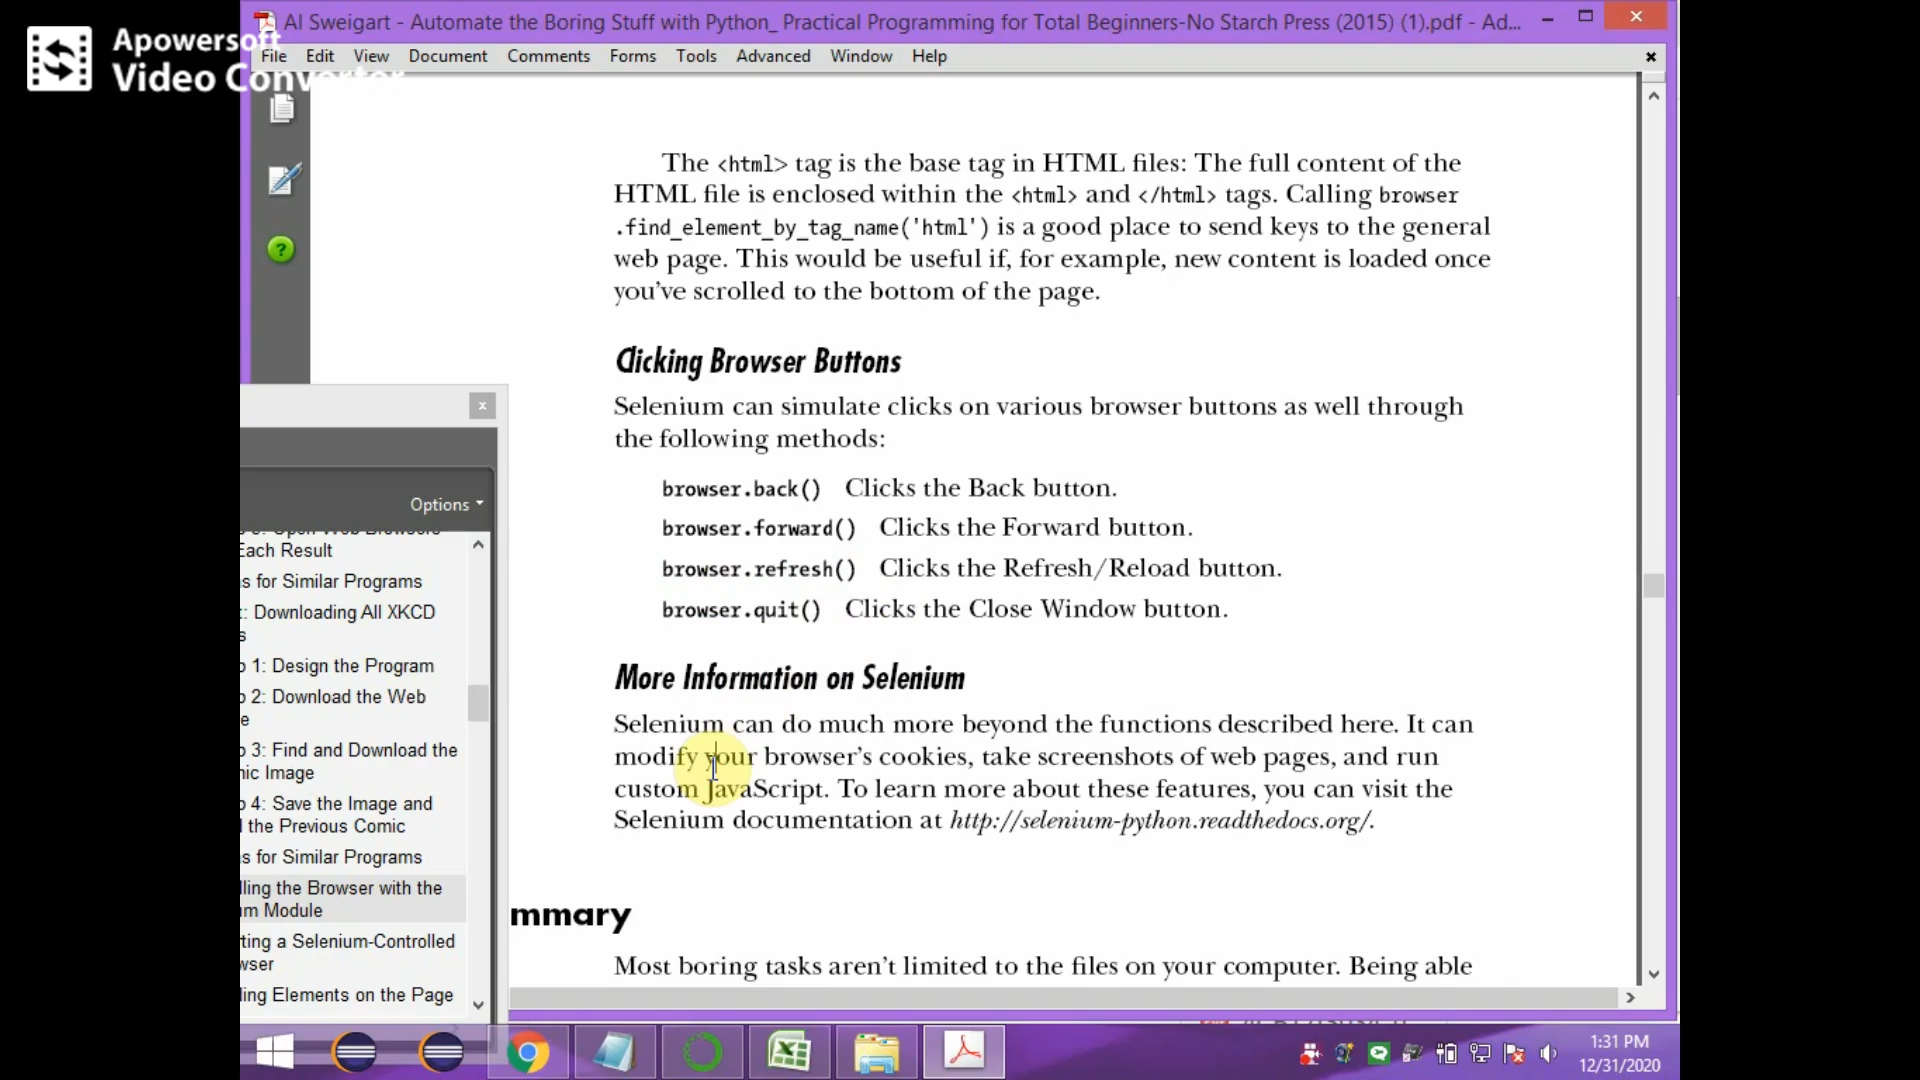 Apowersoft
Video Converter
Al Sweigart - Automate the Boring Stuff with Python_ Practical Programming for Total Beginners-No Starch Press (2015) (1).pdf - Ad...
File Edit View Document Comments Forms Tools Advanced Window Help
The <html> tag is the base tag in HTML files: The full content of the
HTML file is enclosed within the <html> and </html> tags. Calling browser
.find_element_by_tag_name('html') is a good place to send keys to the general
web page. This would be useful if, for example, new content is loaded once
you've scrolled to the bottom of the page.
Clicking Browser Buttons
Selenium can simulate clicks on various browser buttons as well through
the following methods:
browser.back() Clicks the Back button.
browser.forward() Clicks the Forward button.
browser.refresh() Clicks the Refresh/Reload button.
browser.quit() Clicks the Close Window button.
More Information on Selenium
Selenium can do much more beyond the functions described here. It can
modify your browser's cookies, take screenshots of web pages, and run
custom JavaScript. To learn more about these features, you can visit the
Selenium documentation at http://selenium-python.readthedocs.org/.
mmary
Most boring tasks aren't limited to the files on your computer. Being able
Options
Each Result
s for Similar Programs
: Downloading All XKCD
s
1: Design the Program
2: Download the Web
e
3: Find and Download the
ic Image
4: Save the Image and
the Previous Comic
s for Similar Programs
lling the Browser with the
m Module
ting a Selenium-Controlled
wser
ing Elements on the Page
1:31 PM
12/31/2020